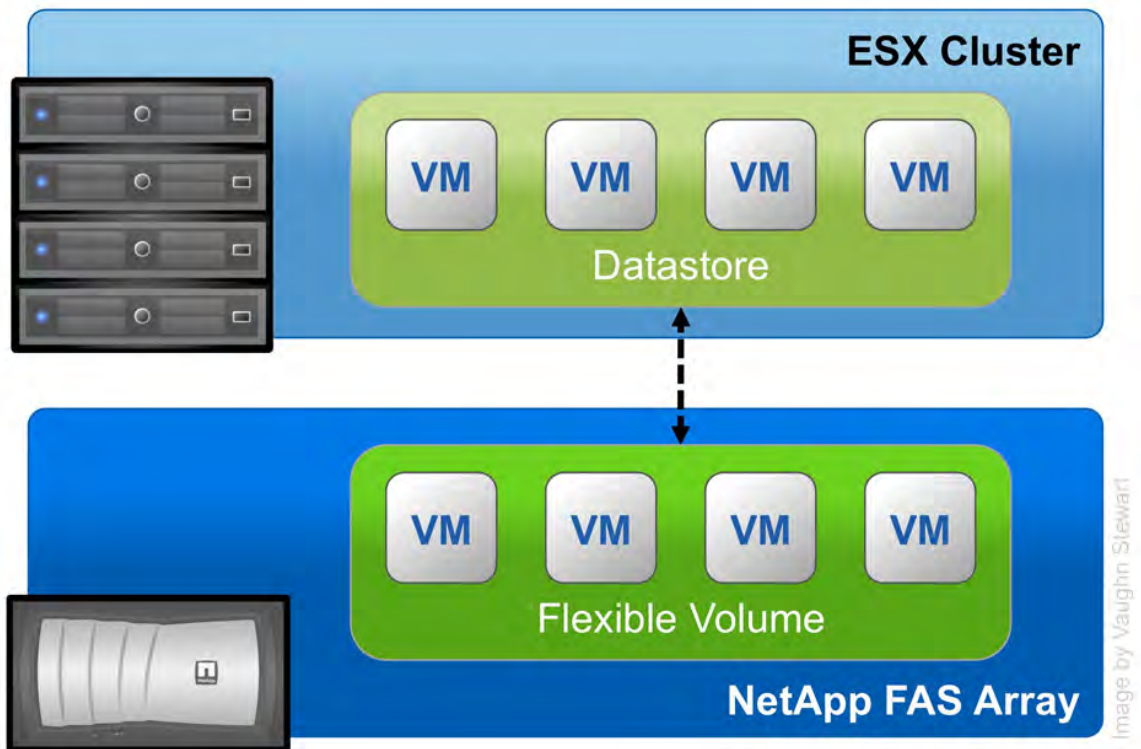 ESX Cluster
VM VM VM VM
Datastore
VM VM VM VM
Flexible Volume
NetApp FAS Array
Image by Vaughn Stewart